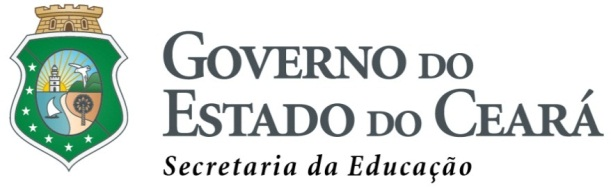 GOVERNO DO
ESTADO DO CEARÁ
Secretaria da Educação